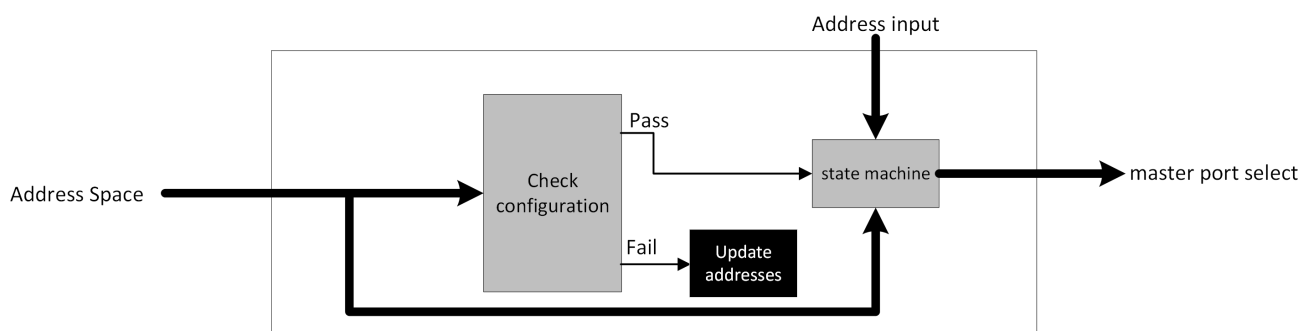 Address input
Pass
Address Space
Check
configuration
state machine
master port select
Fail
Update
addresses